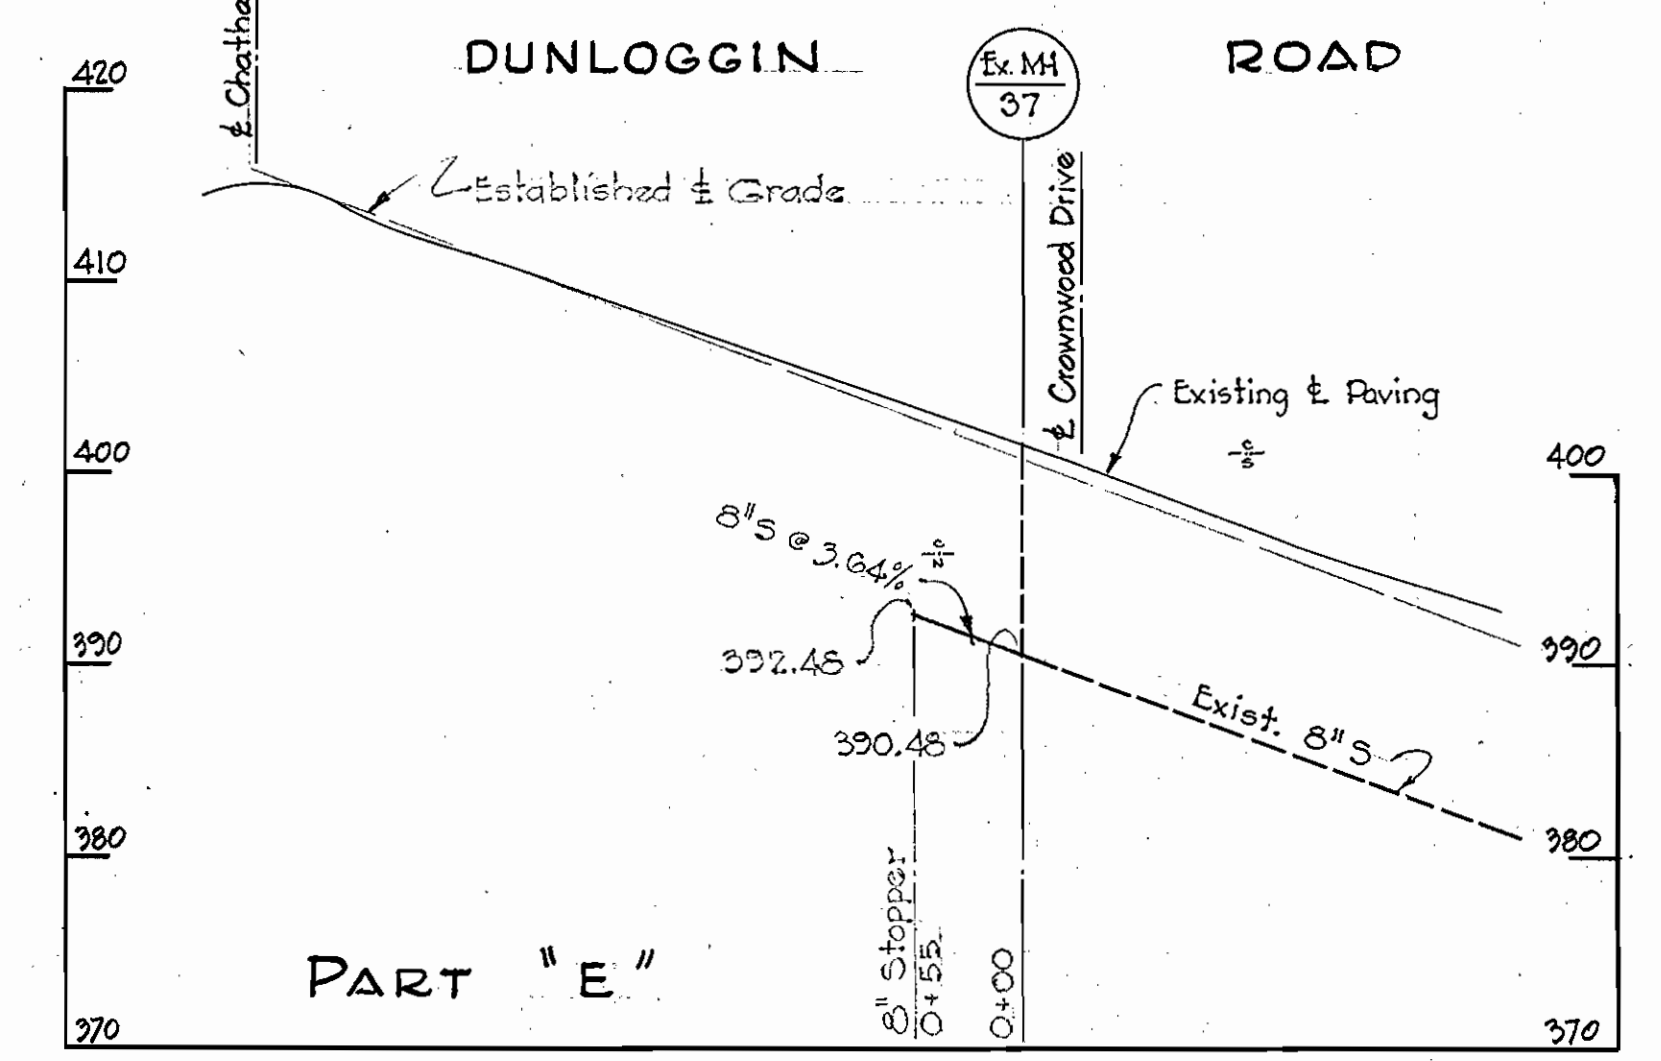 DUNLOGGIN ROAD
Ex. MH
37
420
℄ Chatha
Established ℄ Grade
℄ Crownwood Drive
410
Existing ℄ Paving
400
400
8"S @ 3.64%
390
390
392.48
390.48
Exist. 8"S
380
380
8" Stopper
0+55
0+00
PART "E"
370
370